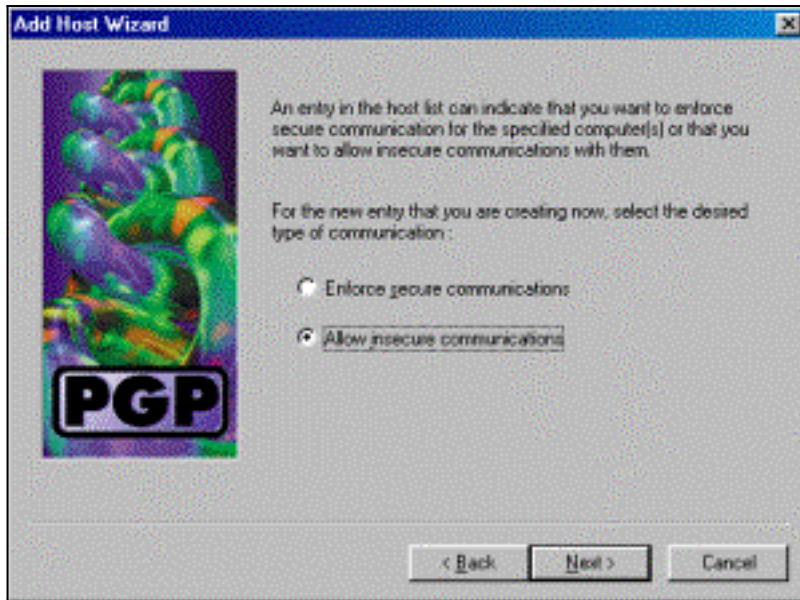 Add Host Wizard
An entry in the host list can indicate that you want to enforce
secure communication for the specified computer(s) or that you
want to allow insecure communications with them.
For the new entry that you are creating now, select the desired
type of communication :
Enforce secure communications
Allow insecure communications
PGP
< Back
Next >
Cancel